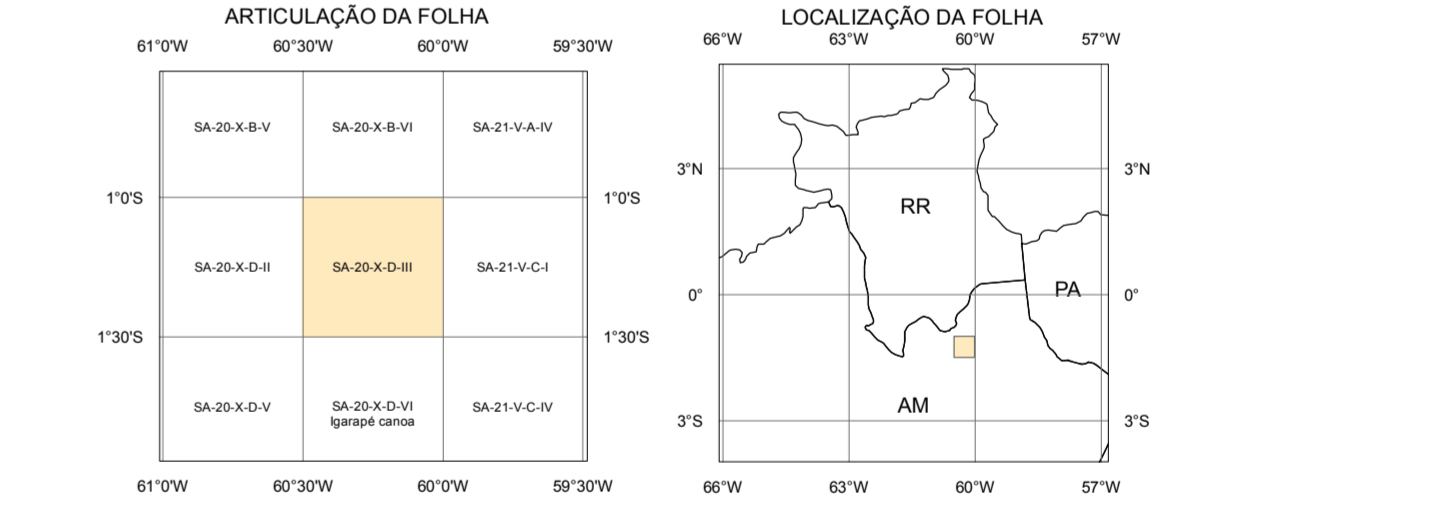 ARTICULAÇÃO DA FOLHA
61°0'W 60°30'W 60°0'W 59°30'W
SA-20-X-B-V SA-20-X-B-VI SA-21-V-A-IV
1°0'S 1°0'S
SA-20-X-D-II SA-20-X-D-III SA-21-V-C-I
1°30'S 1°30'S
SA-20-X-D-V SA-20-X-D-VI SA-21-V-C-IV
Igarapé canoa
61°0'W 60°30'W 60°0'W 59°30'W
LOCALIZAÇÃO DA FOLHA
66°W 63°W 60°W 57°W
3°N 3°N
RR
PA
0° 0°
AM
3°S 3°S
66°W 63°W 60°W 57°W